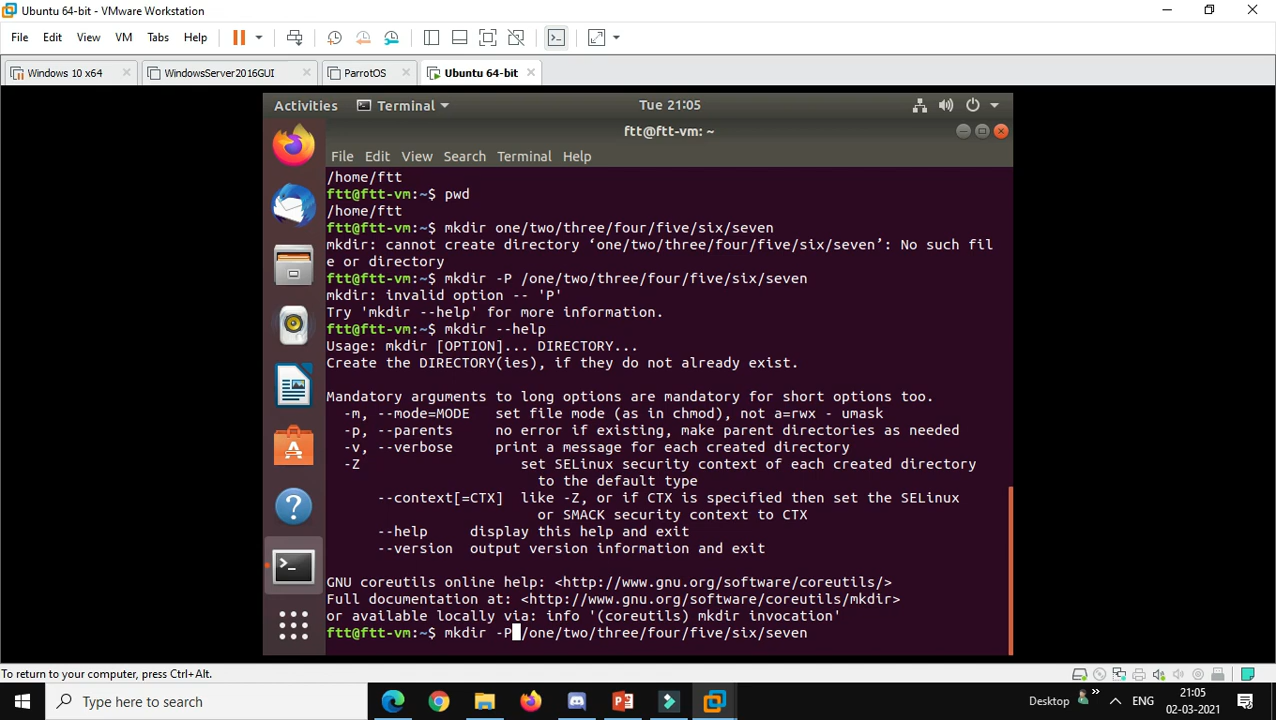 Ubuntu 64-bit - VMware Workstation
File Edit View VM Tabs Help
Windows 10 x64 WindowsServer2016GUI ParrotOS Ubuntu 64-bit
Activities Terminal Tue 21:05
ftt@ftt-vm: ~
File Edit View Search Terminal Help
/home/ftt
ftt@ftt-vm:~$ pwd
/home/ftt
ftt@ftt-vm:~$ mkdir one/two/three/four/five/six/seven
mkdir: cannot create directory ‘one/two/three/four/five/six/seven’: No such fil
e or directory
ftt@ftt-vm:~$ mkdir -P /one/two/three/four/five/six/seven
mkdir: invalid option -- 'P'
Try 'mkdir --help' for more information.
ftt@ftt-vm:~$ mkdir --help
Usage: mkdir [OPTION]... DIRECTORY...
Create the DIRECTORY(ies), if they do not already exist.
Mandatory arguments to long options are mandatory for short options too.
-m, --mode=MODE set file mode (as in chmod), not a=rwx - umask
-p, --parents no error if existing, make parent directories as needed
-v, --verbose print a message for each created directory
-Z set SELinux security context of each created directory
to the default type
--context[=CTX] like -Z, or if CTX is specified then set the SELinux
or SMACK security context to CTX
--help display this help and exit
--version output version information and exit
GNU coreutils online help: <http://www.gnu.org/software/coreutils/>
Full documentation at: <http://www.gnu.org/software/coreutils/mkdir>
or available locally via: info '(coreutils) mkdir invocation'
ftt@ftt-vm:~$ mkdir -P /one/two/three/four/five/six/seven
To return to your computer, press Ctrl+Alt.
Type here to search
Desktop
ENG
21:05
02-03-2021